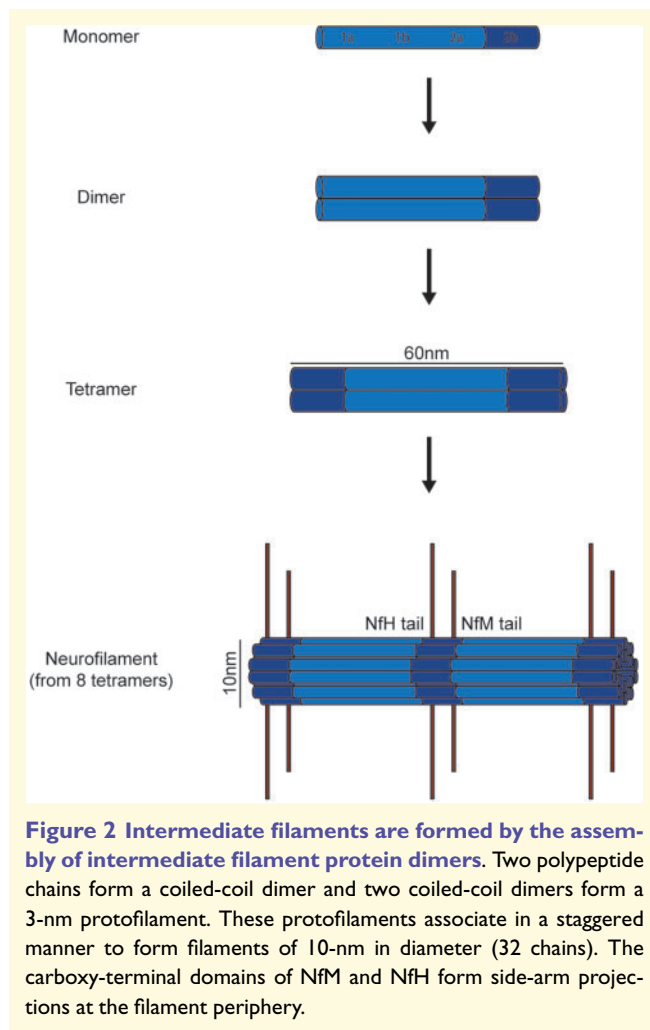 Monomer
1a 1b 2a 2b
Dimer
60nm
Tetramer
NfH tail NfM tail
Neurofilament
(from 8 tetramers)
10nm
Figure 2 Intermediate filaments are formed by the assem-
bly of intermediate filament protein dimers. Two polypeptide
chains form a coiled-coil dimer and two coiled-coil dimers form a
3-nm protofilament. These protofilaments associate in a staggered
manner to form filaments of 10-nm in diameter (32 chains). The
carboxy-terminal domains of NfM and NfH form side-arm projec-
tions at the filament periphery.